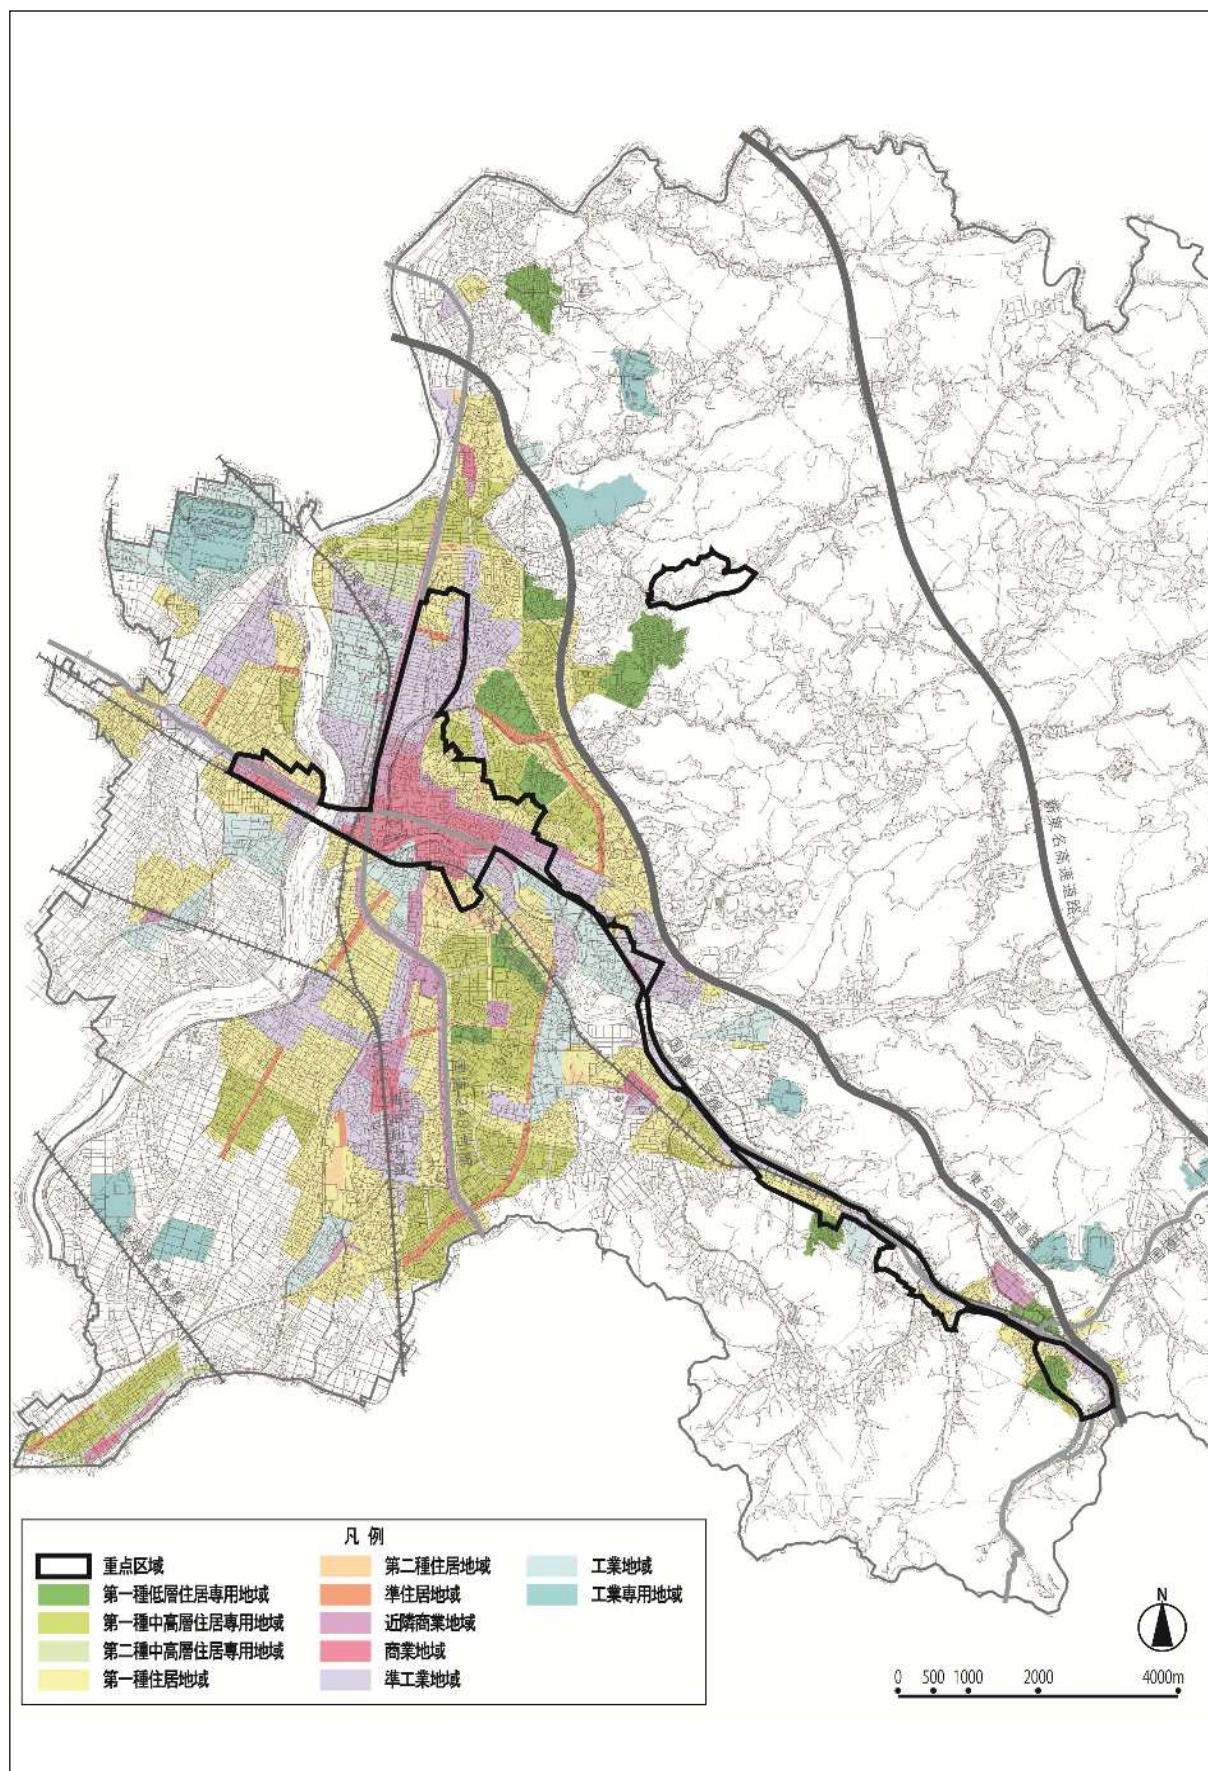 新東名高速道路
国道1号
東名高速道路
凡 例
重点区域
第一種低層住居専用地域
第一種中高層住居専用地域
第二種中高層住居専用地域
第一種住居地域
第二種住居地域
準住居地域
近隣商業地域
商業地域
準工業地域
工業地域
工業専用地域
N
0 500 1000 2000 4000m